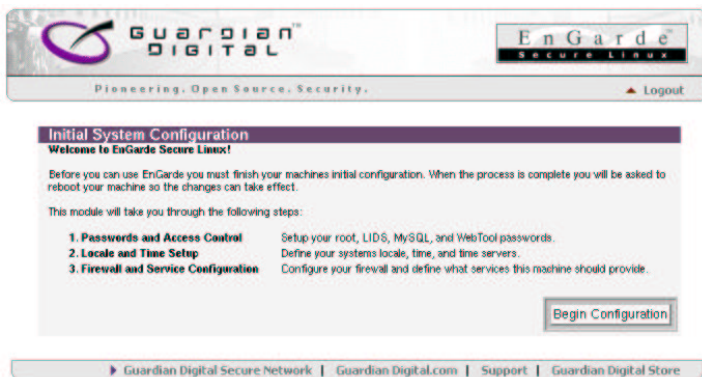 Guardian™
Digital
EnGarde™
Secure Linux
Pioneering. Open Source. Security.
Logout
Initial System Configuration
Welcome to EnGarde Secure Linux!
Before you can use EnGarde you must finish your machines initial configuration. When the process is complete you will be asked to
reboot your machine so the changes can take effect.
This module will take you through the following steps:
1. Passwords and Access Control Setup your root, LIDS, MySQL, and WebTool passwords.
2. Locale and Time Setup Define your systems locale, time, and time servers.
3. Firewall and Service Configuration Configure your firewall and define what services this machine should provide.
Begin Configuration
Guardian Digital Secure Network | Guardian Digital.com | Support | Guardian Digital Store